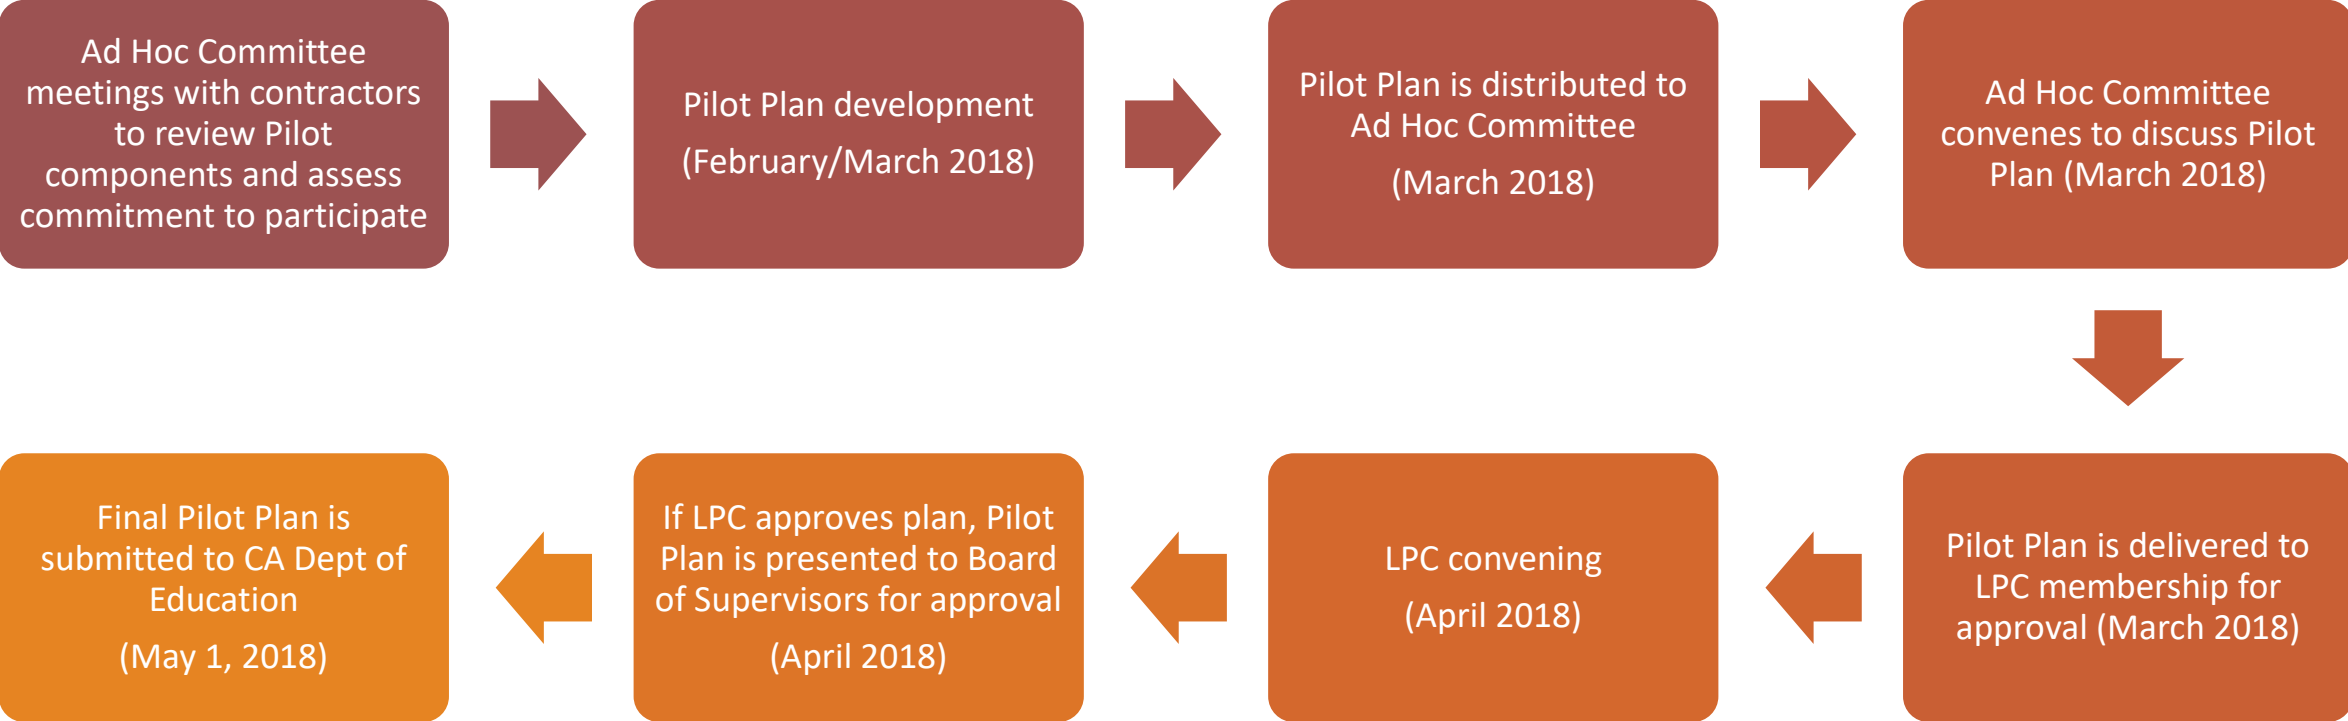 Ad Hoc Committee
meetings with contractors
to review Pilot
components and assess
commitment to participate
Pilot Plan development
(February/March 2018)
Pilot Plan is distributed to
Ad Hoc Committee
(March 2018)
Ad Hoc Committee
convenes to discuss Pilot
Plan (March 2018)
Pilot Plan is delivered to
LPC membership for
approval (March 2018)
LPC convening
(April 2018)
If LPC approves plan, Pilot
Plan is presented to Board
of Supervisors for approval
(April 2018)
Final Pilot Plan is
submitted to CA Dept of
Education
(May 1, 2018)